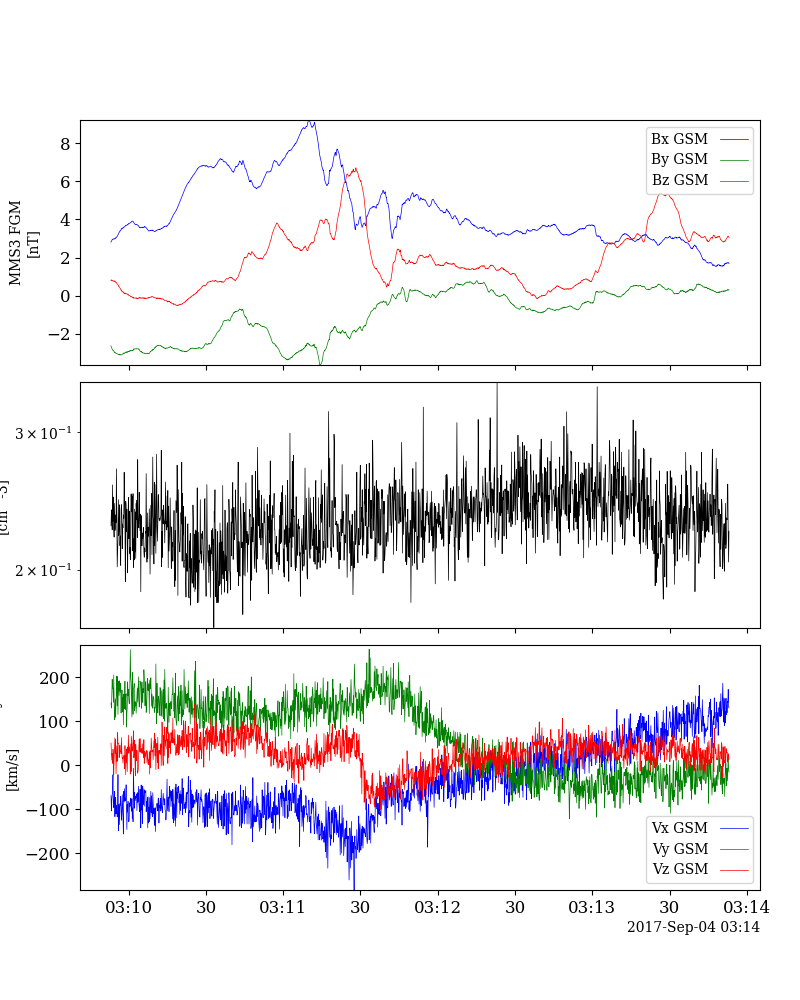 8
6
4
2
0
−2
MMS3 FGM
[nT]
Bx GSM
By GSM
Bz GSM
3 × 10⁻¹
2 × 10⁻¹
200
100
0
−100
−200
[km/s]
Vx GSM
Vy GSM
Vz GSM
03:10 30 03:11 30 03:12 30 03:13 30 03:14
2017-Sep-04 03:14